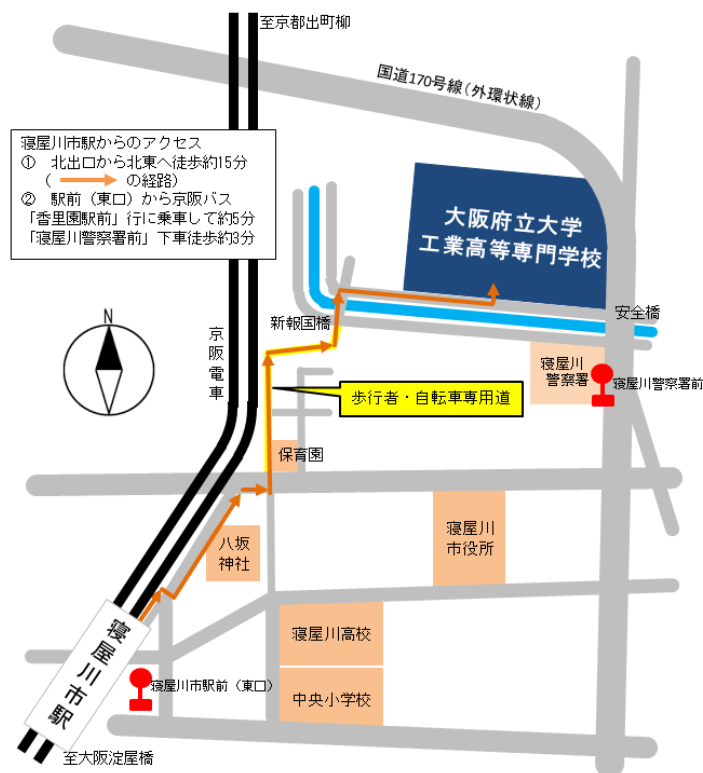 至京都出町柳
国道170号線（外環状線）
寝屋川市駅からのアクセス
① 北出口から北東へ徒歩約15分
（ の経路）
② 駅前（東口）から京阪バス
「香里園駅前」行に乗車して約5分
「寝屋川警察署前」下車徒歩約3分
大阪府立大学
工業高等専門学校
N
京阪電車
新報国橋
安全橋
寝屋川
警察署
寝屋川警察署前
歩行者・自転車専用道
保育園
八坂
神社
寝屋川
市役所
寝屋川市駅
寝屋川高校
寝屋川市駅前（東口）
中央小学校
至大阪淀屋橋